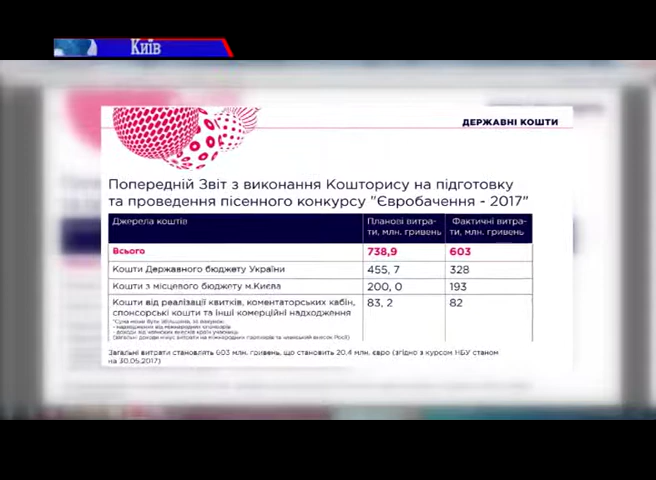 Київ
ДЕРЖАВНІ КОШТИ
Попередній Звіт з виконання Кошторису на підготовку
та проведення пісенного конкурсу "Євробачення - 2017"
Джерела коштів
Планові витра-
ти, млн. гривень
Фактичні витра-
ти, млн. гривень
Всього 738,9 603
Кошти Державного бюджету України 455, 7 328
Кошти з місцевого бюджету м.Києва 200, 0 193
Кошти від реалізації квитків, коментаторських кабін, 83, 2 82
спонсорські кошти та інші комерційні надходження
Загальні витрати становлять 603 млн. гривень, що становить 20,4 млн. євро (згідно з курсом НБУ станом
на 30.05.2017)